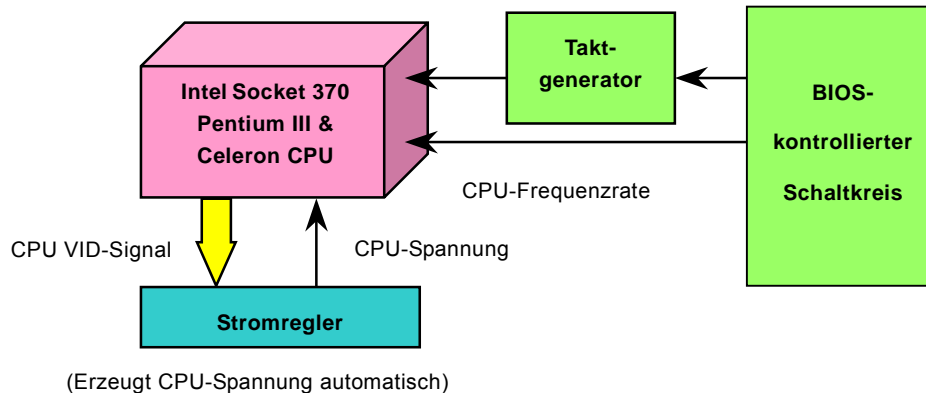 Intel Socket 370
Pentium III &
Celeron CPU
Takt-
generator
BIOS-
kontrollierter
Schaltkreis
CPU-Frequenzrate
CPU VID-Signal
CPU-Spannung
Stromregler
(Erzeugt CPU-Spannung automatisch)